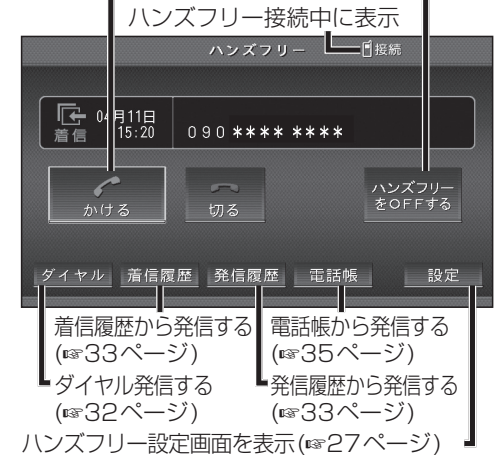 ハンズフリー接続中に表示
ハンズフリー 接続
04月11日
着信 15:20 090 **** ****
かける 切る ハンズフリー
をOFFする
ダイヤル 着信履歴 発信履歴 電話帳 設定
着信履歴から発信する
(☞33ページ)
電話帳から発信する
(☞35ページ)
ダイヤル発信する
(☞32ページ)
発信履歴から発信する
(☞33ページ)
ハンズフリー設定画面を表示(☞27ページ)